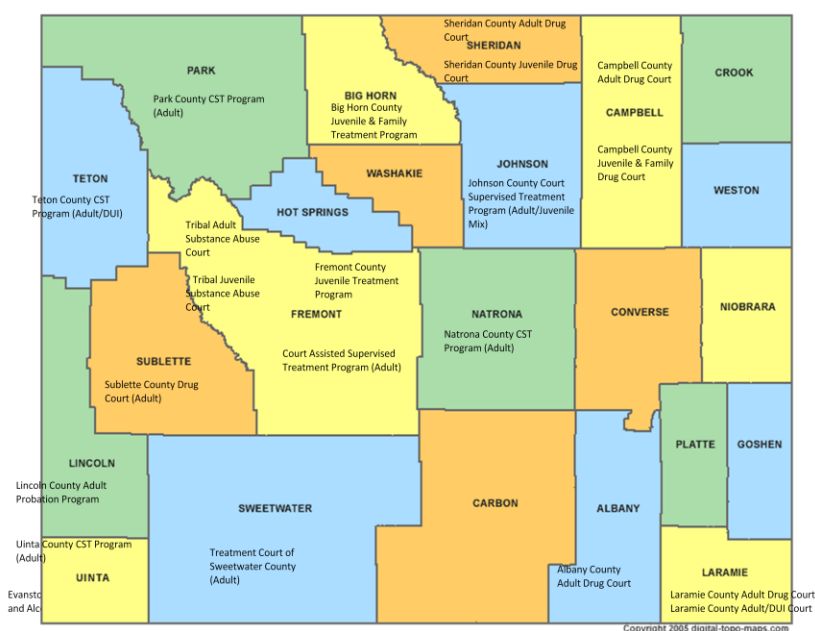 Sheridan County Adult Drug
Court
SHERIDAN
Sheridan County Juvenile Drug
Court
PARK
Park County CST Program
(Adult)
BIG HORN
Big Horn County
Juvenile & Family
Treatment Program
Campbell County
Adult Drug Court
CAMPBELL
Campbell County
Juvenile & Family
Drug Court
CROOK
TETON
Teton County CST
Program (Adult/DUI)
WASHAKIE
JOHNSON
Johnson County Court
Supervised Treatment
Program (Adult/Juvenile
Mix)
WESTON
HOT SPRINGS
Tribal Adult
Substance Abuse
Court
Tribal Juvenile
Substance Abuse
Court
Fremont County
Juvenile Treatment
Program
FREMONT
Court Assisted Supervised
Treatment Program (Adult)
NATRONA
Natrona County CST
Program (Adult)
CONVERSE
NIOBRARA
SUBLETTE
Sublette County Drug
Court (Adult)
PLATTE
GOSHEN
LINCOLN
Lincoln County Adult
Probation Program
SWEETWATER
Treatment Court of
Sweetwater County
(Adult)
CARBON
ALBANY
Albany County
Adult Drug Court
Uinta County CST Program
(Adult)
UINTA
Evansto
and Alc
LARAMIE
Laramie County Adult Drug Court
Laramie County Adult/DUI Court
Copyright 2005 digital-topo-maps.com